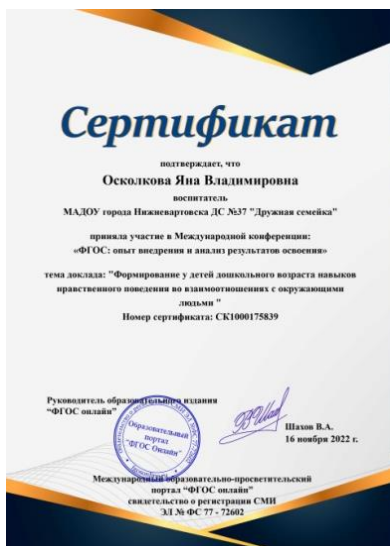 Сертификат
подтверждает, что
Осколкова Яна Владимировна
воспитатель
МАДОУ города Нижневартовска ДС №37 "Дружная семейка"
приняла участие в Международной конференции:
«ФГОС: опыт внедрения и анализ результатов освоения»
тема доклада: "Формирование у детей дошкольного возраста навыков
нравственного поведения во взаимоотношениях с окружающими
людьми "
Номер сертификата: СК1000175839
Руководитель образовательного издания
“ФГОС онлайн”
Образовательный
портал
"ФГОС Онлайн"
Шахов В.А.
16 ноября 2022 г.
Международный образовательно-просветительский
портал “ФГОС онлайн”
свидетельство о регистрации СМИ
ЭЛ № ФС 77 - 72602